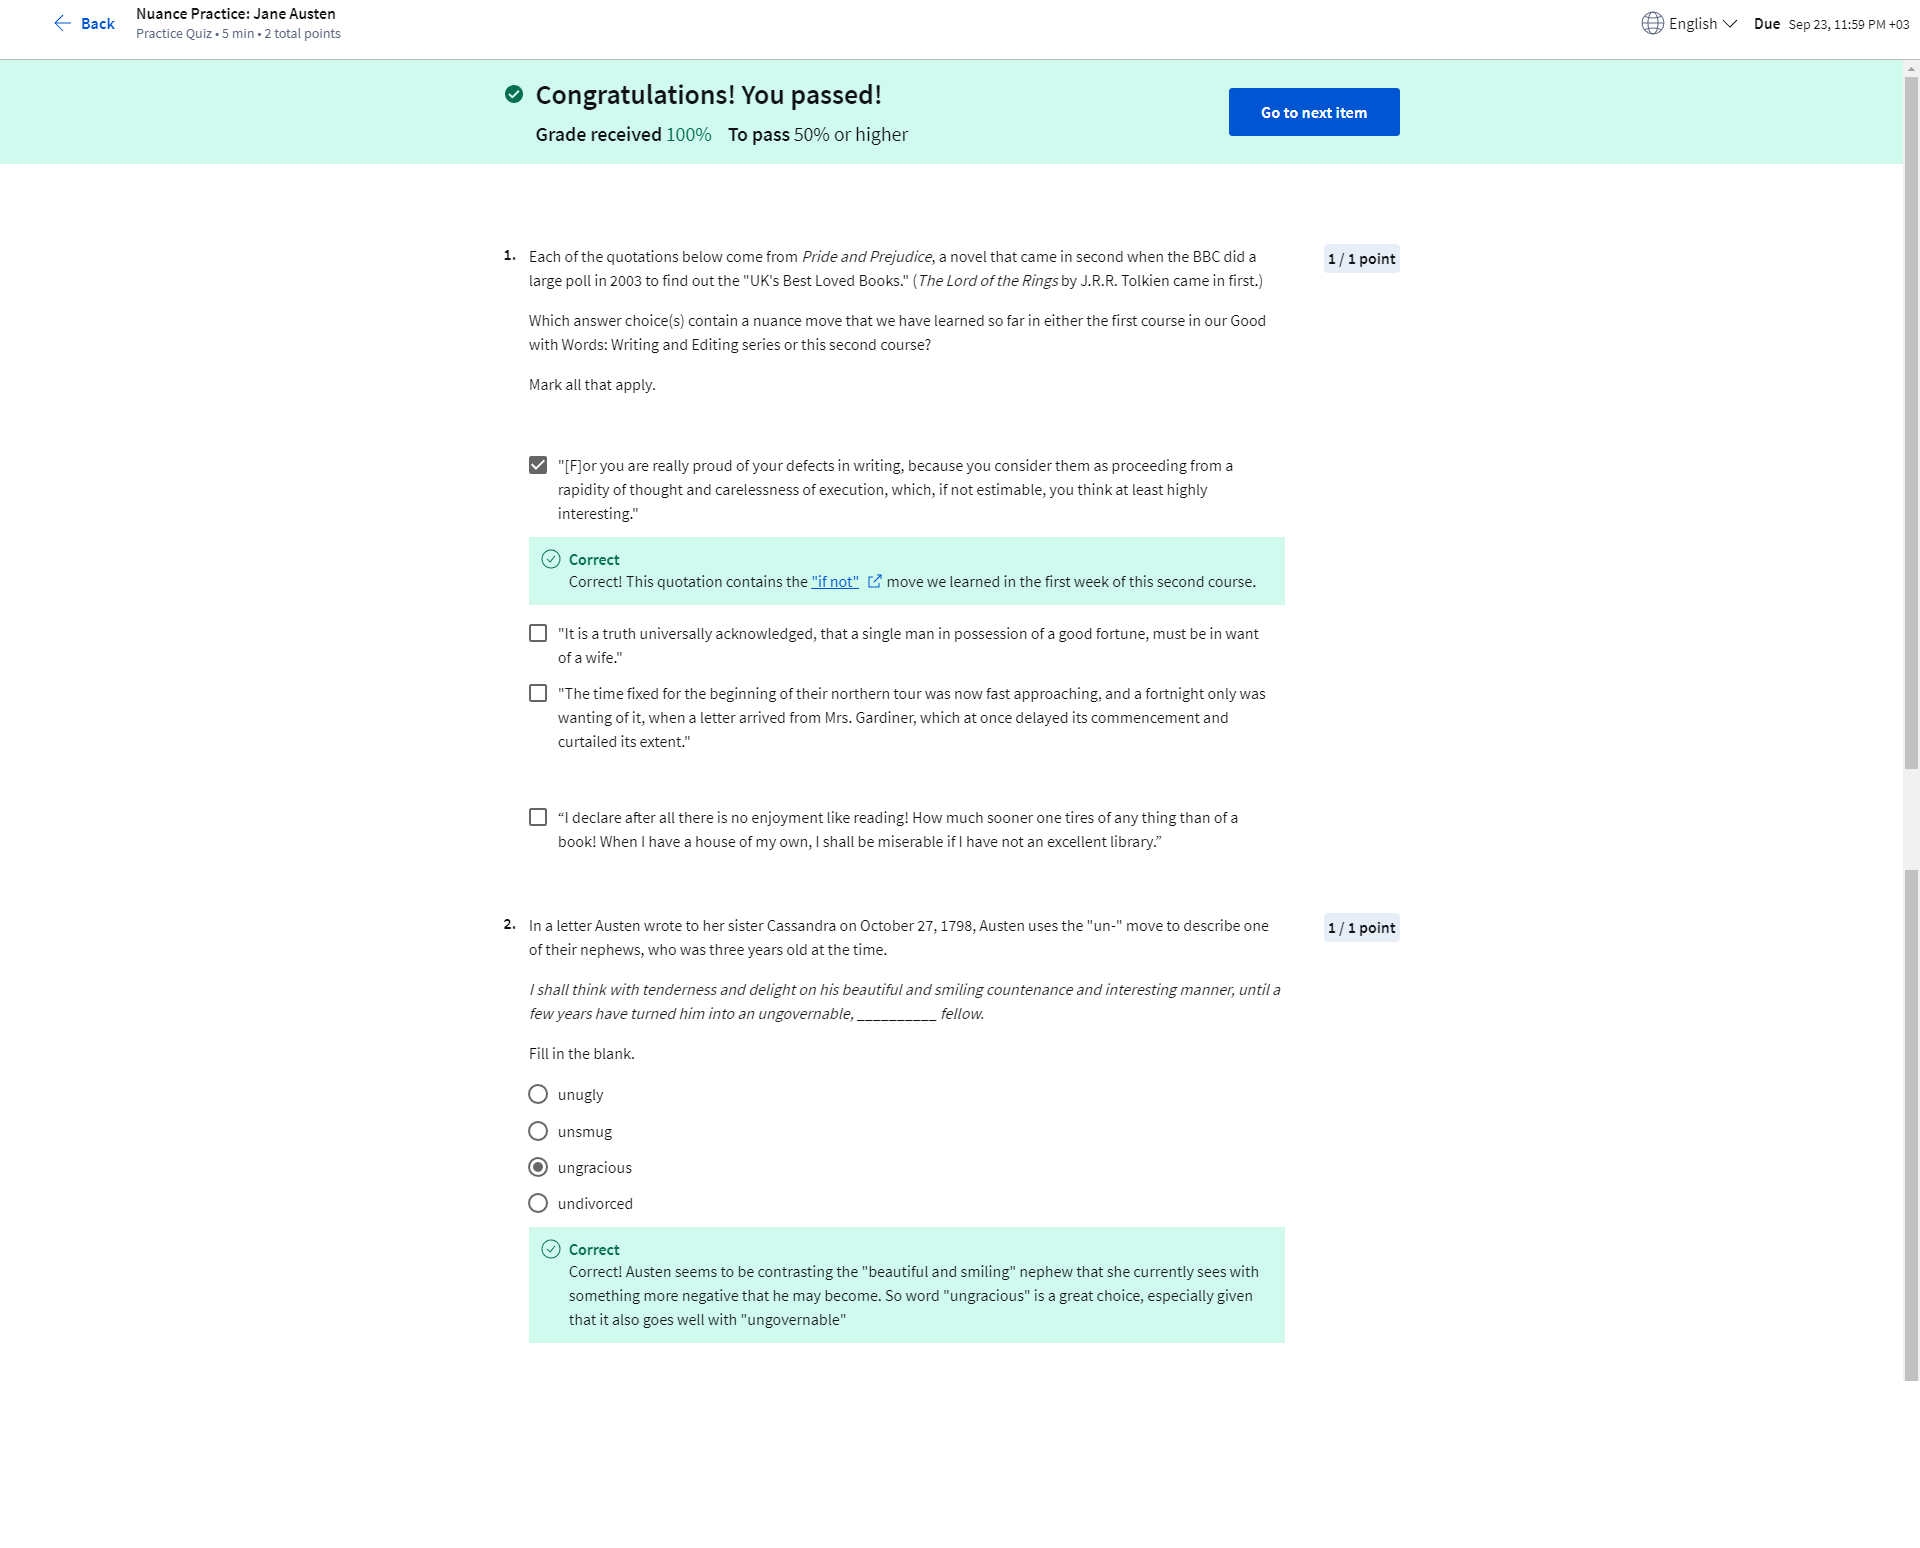 Back
Nuance Practice: Jane Austen
Practice Quiz • 5 min • 2 total points
English
Due Sep 23, 11:59 PM +03
Congratulations! You passed!
Grade received 100% To pass 50% or higher
Go to next item
1. Each of the quotations below come from Pride and Prejudice, a novel that came in second when the BBC did a
large poll in 2003 to find out the "UK's Best Loved Books." (The Lord of the Rings by J.R.R. Tolkien came in first.)
1 / 1 point
Which answer choice(s) contain a nuance move that we have learned so far in either the first course in our Good
with Words: Writing and Editing series or this second course?
Mark all that apply.
"[F]or you are really proud of your defects in writing, because you consider them as proceeding from a
rapidity of thought and carelessness of execution, which, if not estimable, you think at least highly
interesting."
Correct
Correct! This quotation contains the "if not" move we learned in the first week of this second course.
"It is a truth universally acknowledged, that a single man in possession of a good fortune, must be in want
of a wife."
"The time fixed for the beginning of their northern tour was now fast approaching, and a fortnight only was
wanting of it, when a letter arrived from Mrs. Gardiner, which at once delayed its commencement and
curtailed its extent."
“I declare after all there is no enjoyment like reading! How much sooner one tires of any thing than of a
book! When I have a house of my own, I shall be miserable if I have not an excellent library.”
2. In a letter Austen wrote to her sister Cassandra on October 27, 1798, Austen uses the "un-" move to describe one
of their nephews, who was three years old at the time.
1 / 1 point
I shall think with tenderness and delight on his beautiful and smiling countenance and interesting manner, until a
few years have turned him into an ungovernable, __________ fellow.
Fill in the blank.
unugly
unsmug
ungracious
undivorced
Correct
Correct! Austen seems to be contrasting the "beautiful and smiling" nephew that she currently sees with
something more negative that he may become. So word "ungracious" is a great choice, especially given
that it also goes well with "ungovernable"